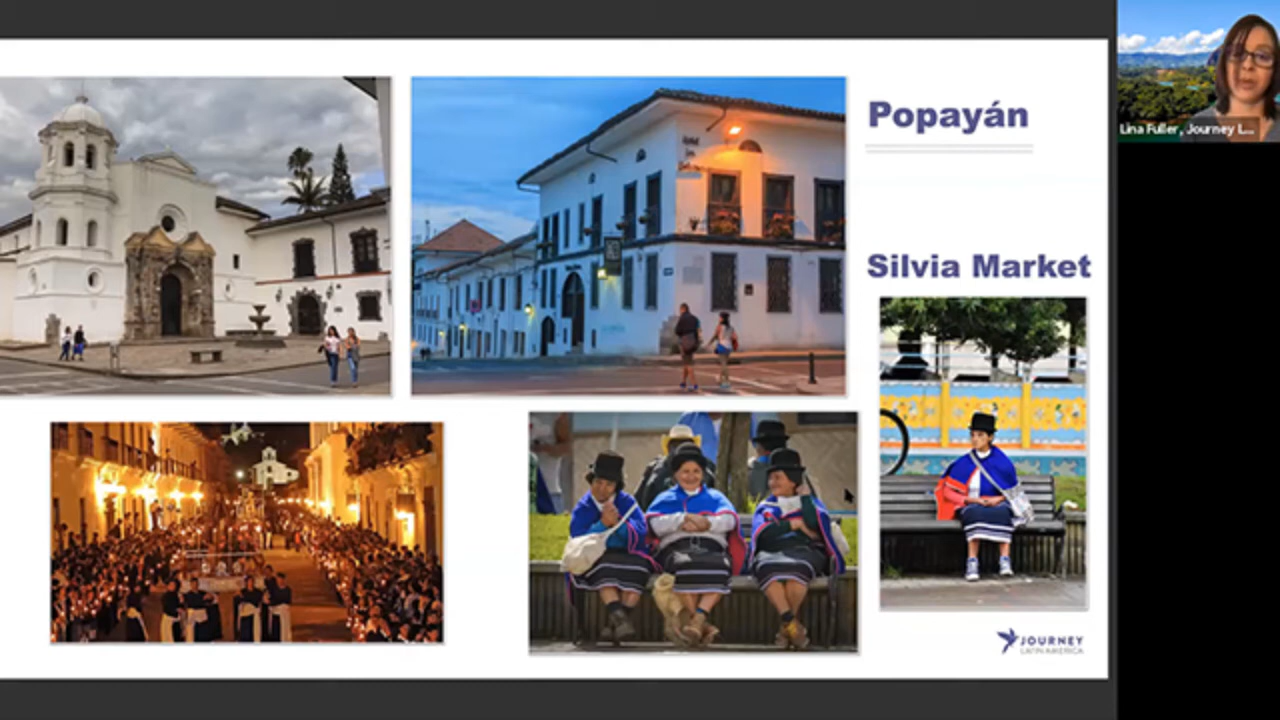 Popayán
Silvia Market
JOURNEY
LATIN AMERICA
Lina Fuller, Journey L...